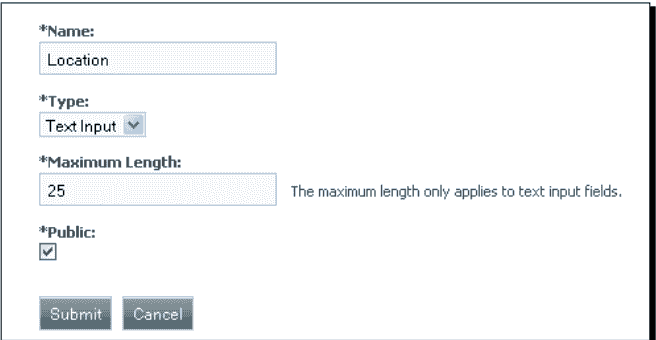 *Name:
Location
*Type:
Text Input
*Maximum Length:
25 The maximum length only applies to text input fields.
*Public:
Submit Cancel